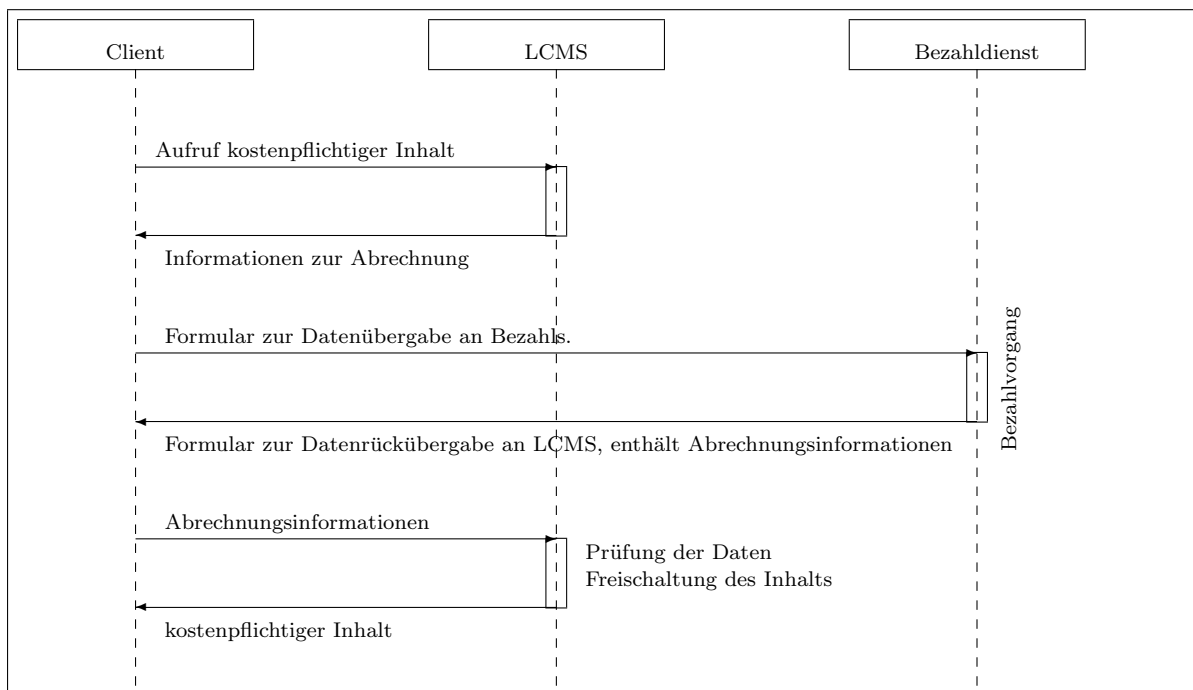 Client
LCMS
Bezahldienst
Aufruf kostenpflichtiger Inhalt
Informationen zur Abrechnung
Formular zur Datenübergabe an Bezahls.
Bezahlvorgang
Formular zur Datenrückübergabe an LCMS, enthält Abrechnungsinformationen
Abrechnungsinformationen
Prüfung der Daten
Freischaltung des Inhalts
kostenpflichtiger Inhalt